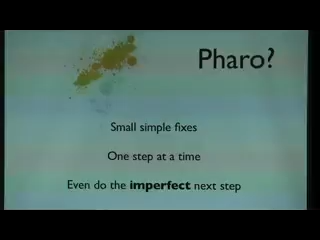 Pharo?
Small simple fixes
One step at a time
Even do the imperfect next step